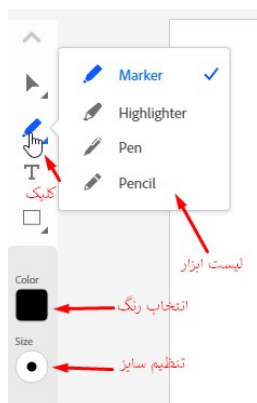 Marker
Highlighter
Pen
Pencil
T
کلیک
لیست ابزار
Color
انتخاب رنگ
Size
تنظیم سایز